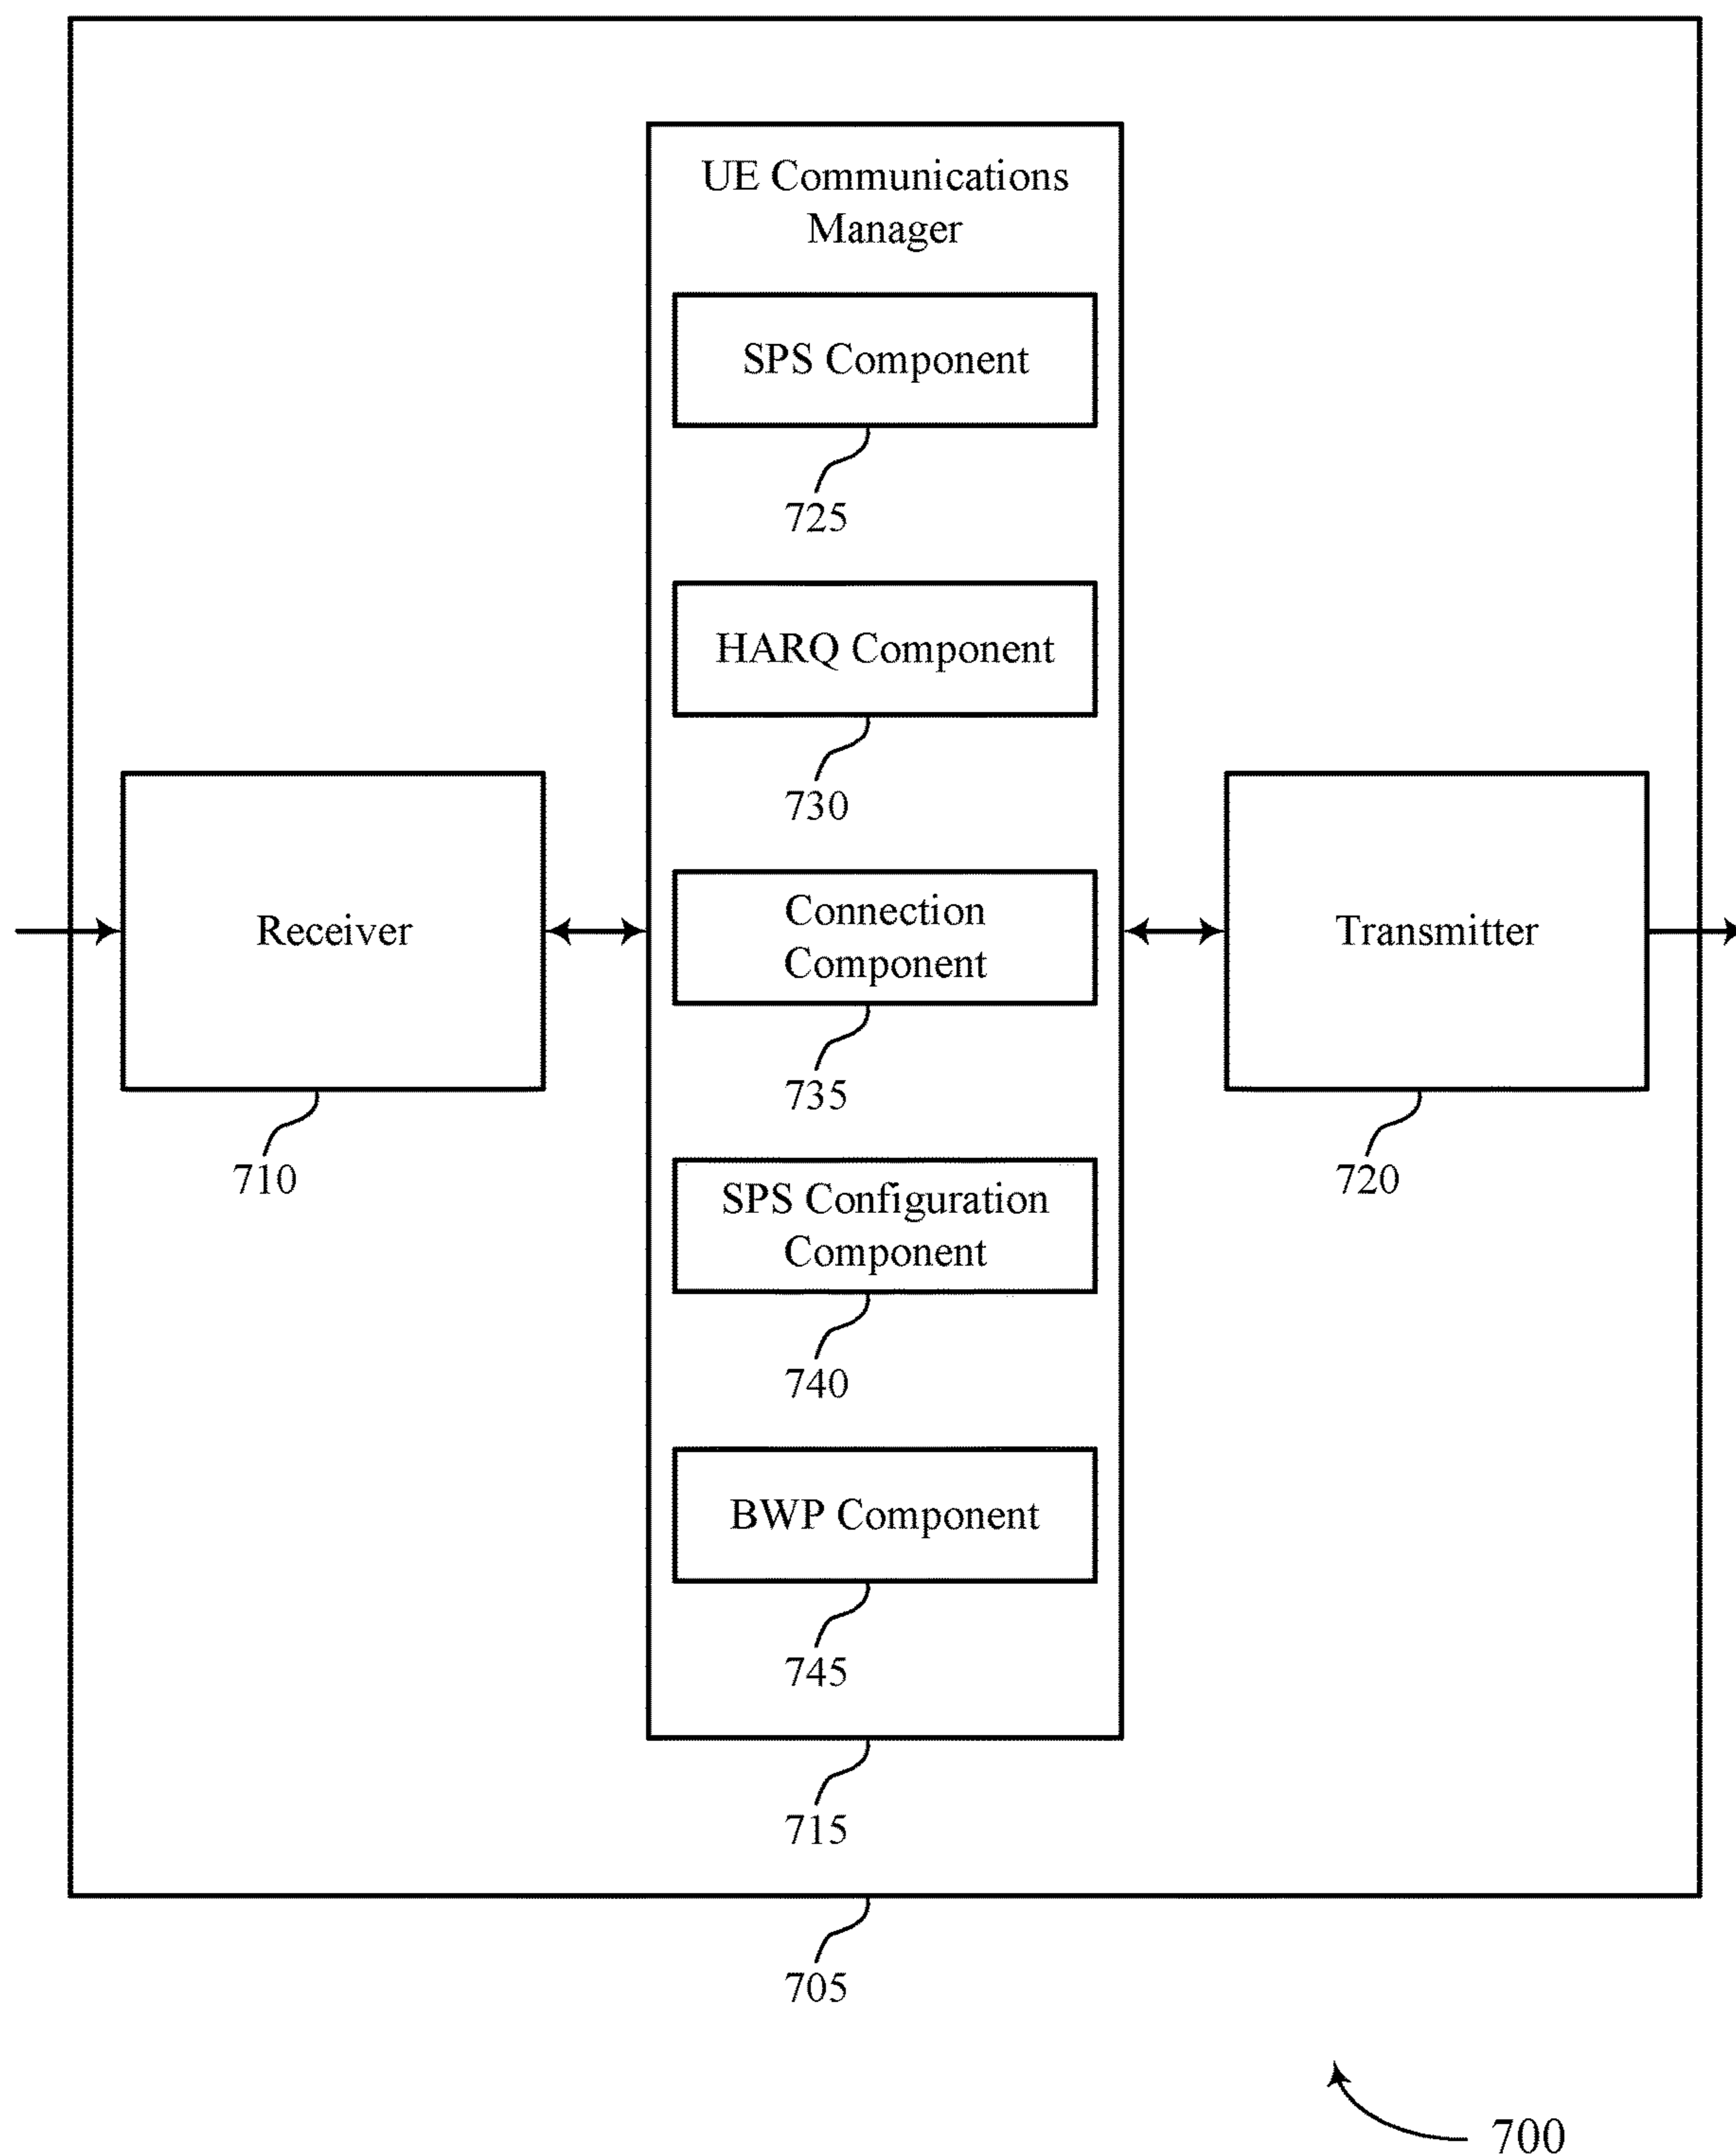 UE Communications
Manager
SPS Component
725
HARQ Component
730
Receiver
710
Connection
Component
735
Transmitter
720
SPS Configuration
Component
740
BWP Component
745
715
705
700